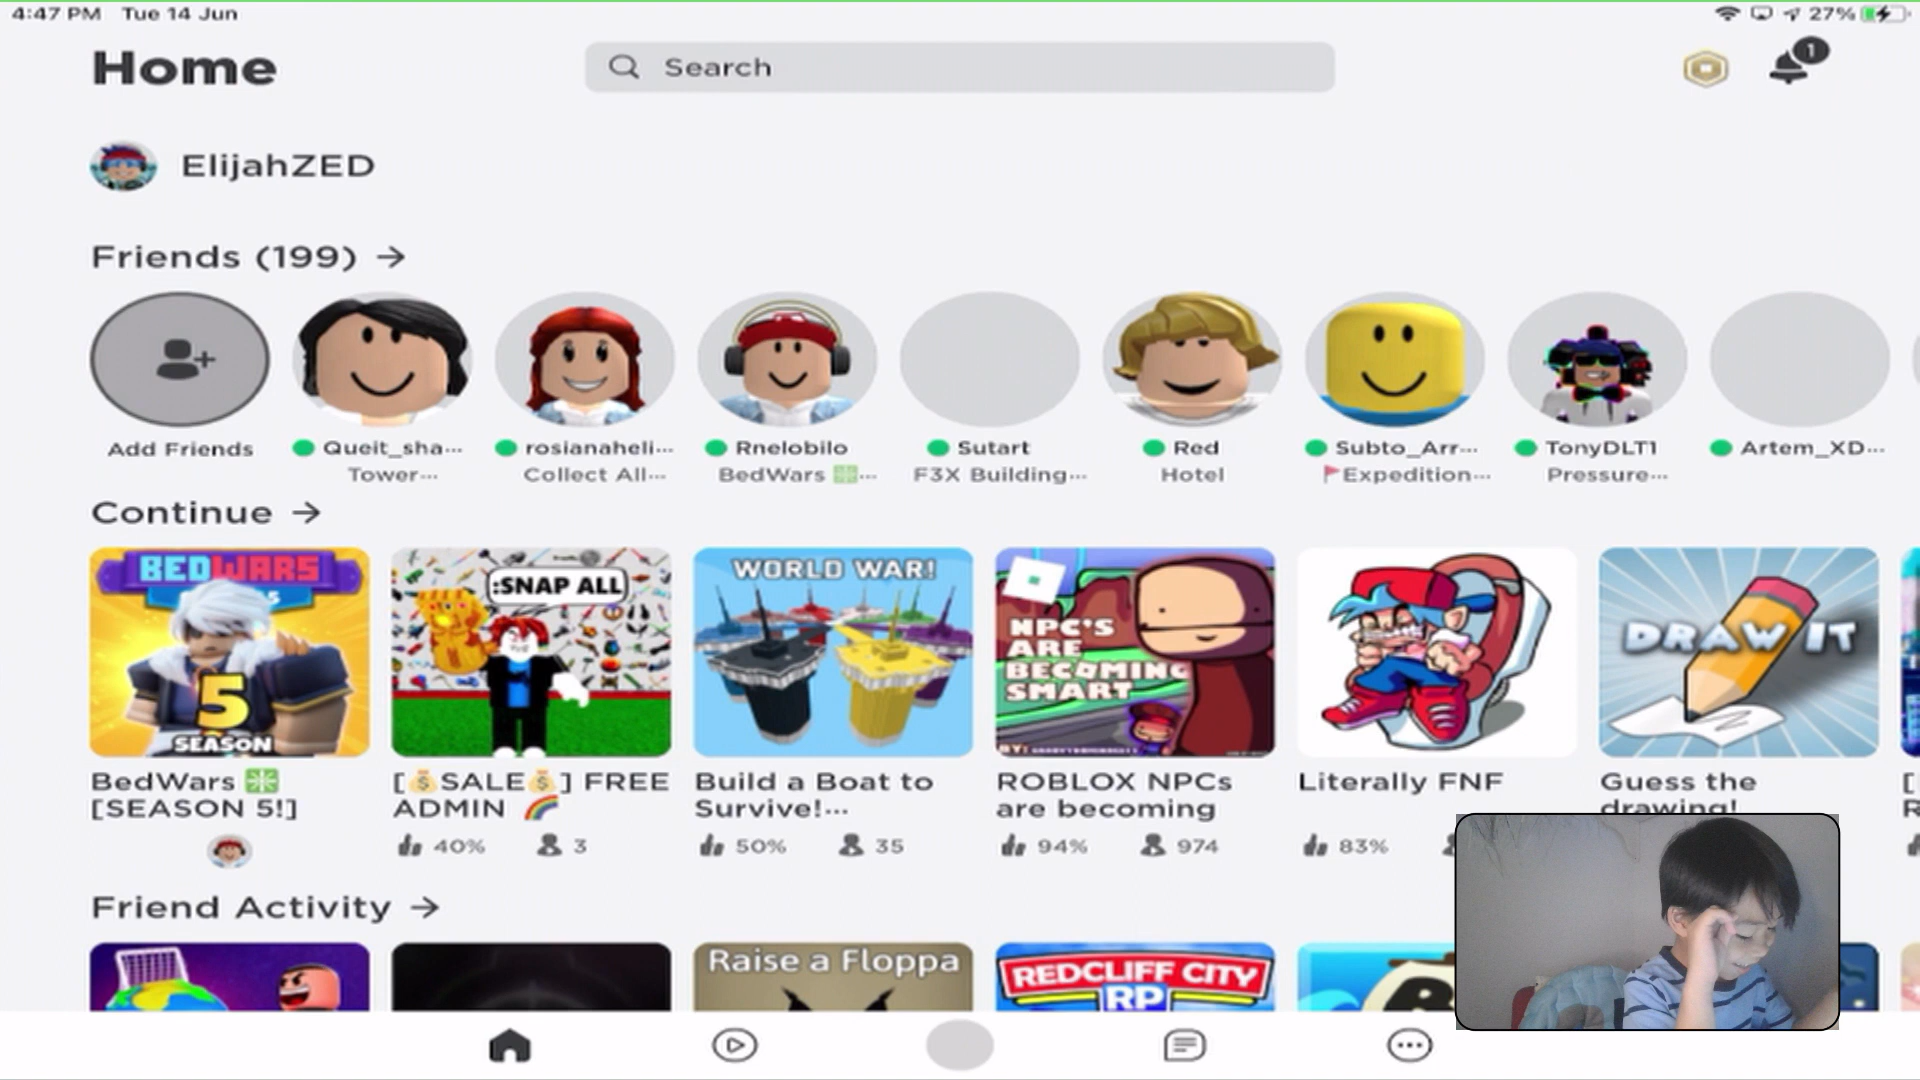 4:47 PM Tue 14 Jun
27%
Home
Search
1
ElijahZED
Friends (199) →
Add Friends
Queit_sha...
Tower...
rosianaheli...
Collect All...
Rnelobilo
BedWars ❇️...
Sutart
F3X Building...
Red
Hotel
Subto_Arr...
🚩Expedition...
TonyDLT1
Pressure...
Artem_XD...
Continue →
BEDWARS
5
SEASON
:SNAP ALL
WORLD WAR!
NPC'S
ARE
BECOMING
SMART
BY:
DRAW IT
BedWars ❇️
[SEASON 5!]
[💰SALE💰] FREE
ADMIN 🌈
40% 3
Build a Boat to
Survive!...
50% 35
ROBLOX NPCs
are becoming
94% 974
Literally FNF
83%
Guess the
drawing!
Friend Activity →
Raise a Floppa
REDCLIFF CITY
RP